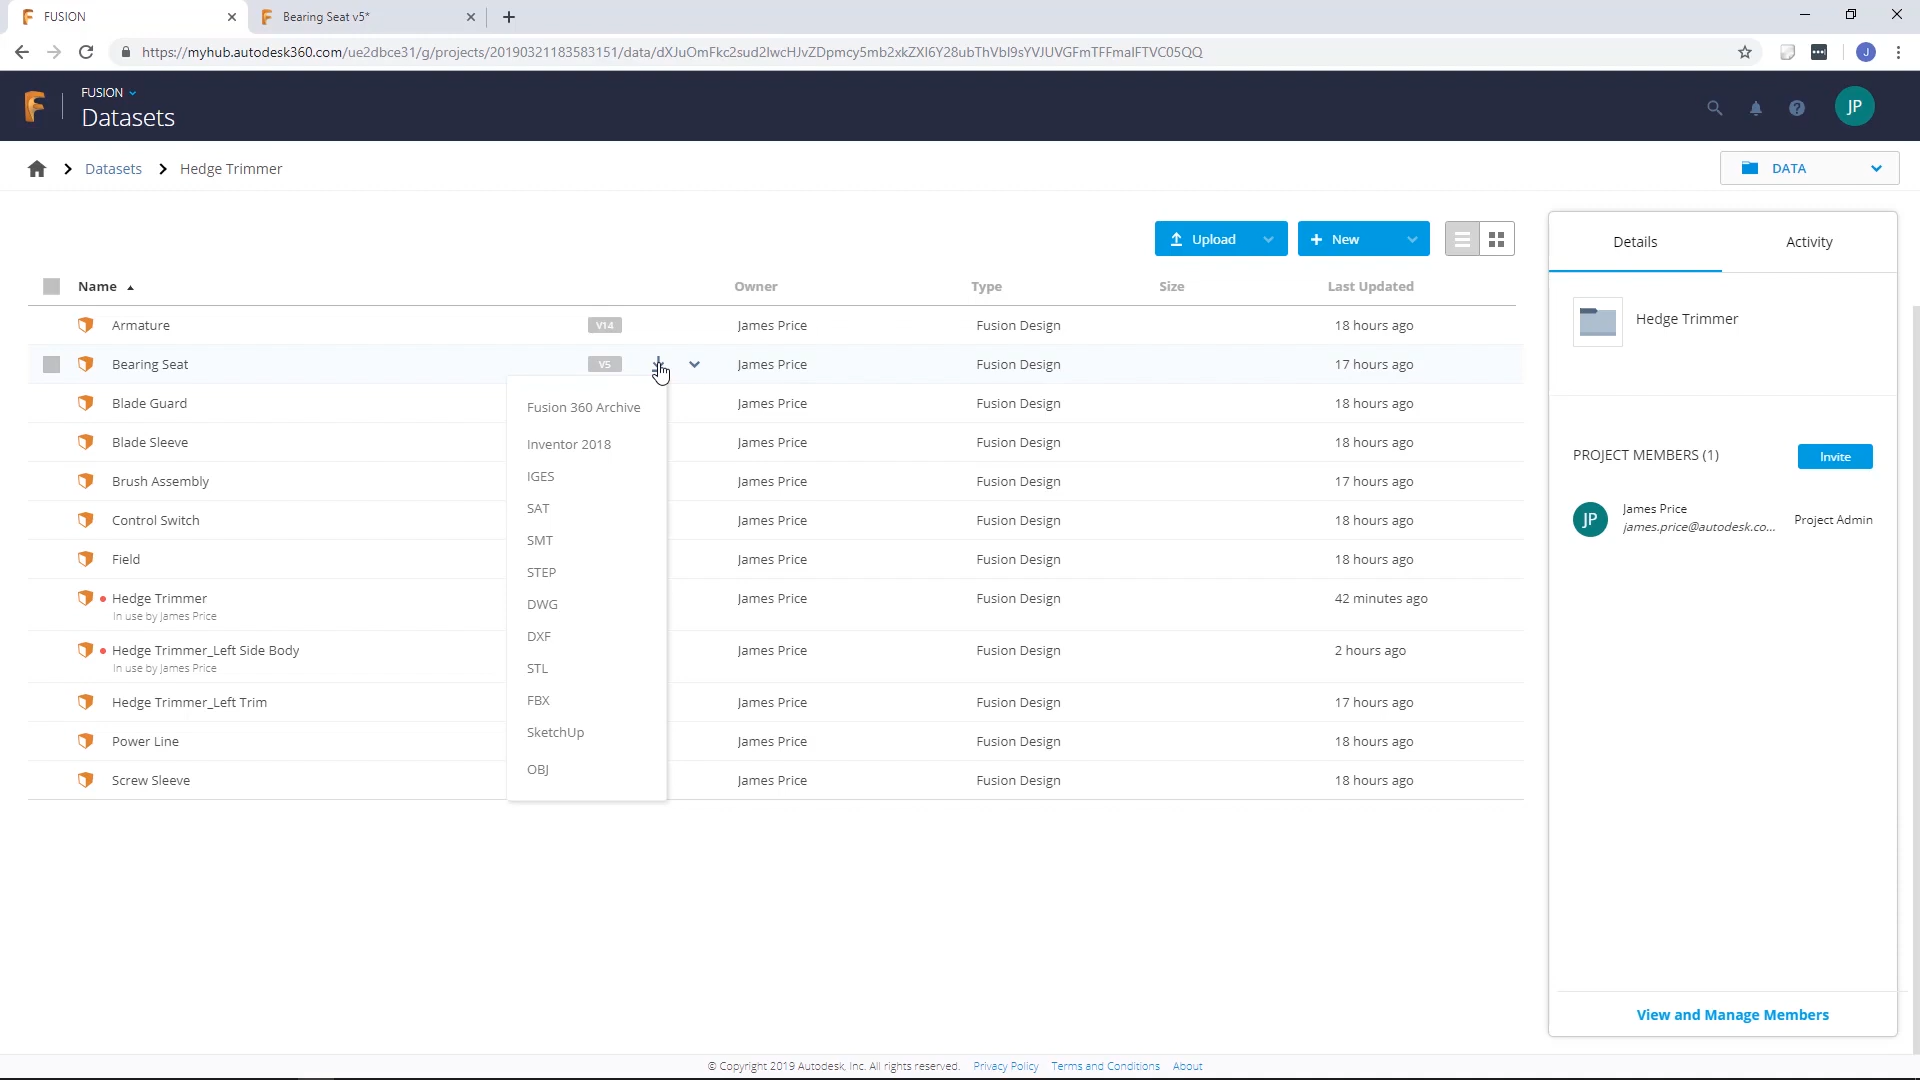 FUSION
Bearing Seat v5*
FUSION
Datasets
JP
Datasets
Hedge Trimmer
DATA
Upload
New
Details
Activity
Name
Owner
Type
Size
Last Updated
Hedge Trimmer
Armature
V14
James Price
Fusion Design
18 hours ago
Bearing Seat
V5
James Price
Fusion Design
17 hours ago
Blade Guard
James Price
Fusion Design
18 hours ago
Blade Sleeve
James Price
Fusion Design
18 hours ago
Brush Assembly
James Price
Fusion Design
17 hours ago
Control Switch
James Price
Fusion Design
18 hours ago
Field
James Price
Fusion Design
18 hours ago
Hedge Trimmer
In use by James Price
James Price
Fusion Design
42 minutes ago
Hedge Trimmer_Left Side Body
In use by James Price
James Price
Fusion Design
2 hours ago
Hedge Trimmer_Left Trim
James Price
Fusion Design
17 hours ago
Power Line
James Price
Fusion Design
18 hours ago
Screw Sleeve
James Price
Fusion Design
18 hours ago
Fusion 360 Archive
Inventor 2018
IGES
SAT
SMT
STEP
DWG
DXF
STL
FBX
SketchUp
OBJ
PROJECT MEMBERS (1)
Invite
JP
James Price
james.price@autodesk.co...
Project Admin
View and Manage Members
© Copyright 2019 Autodesk, Inc. All rights reserved. Privacy Policy Terms and Conditions About